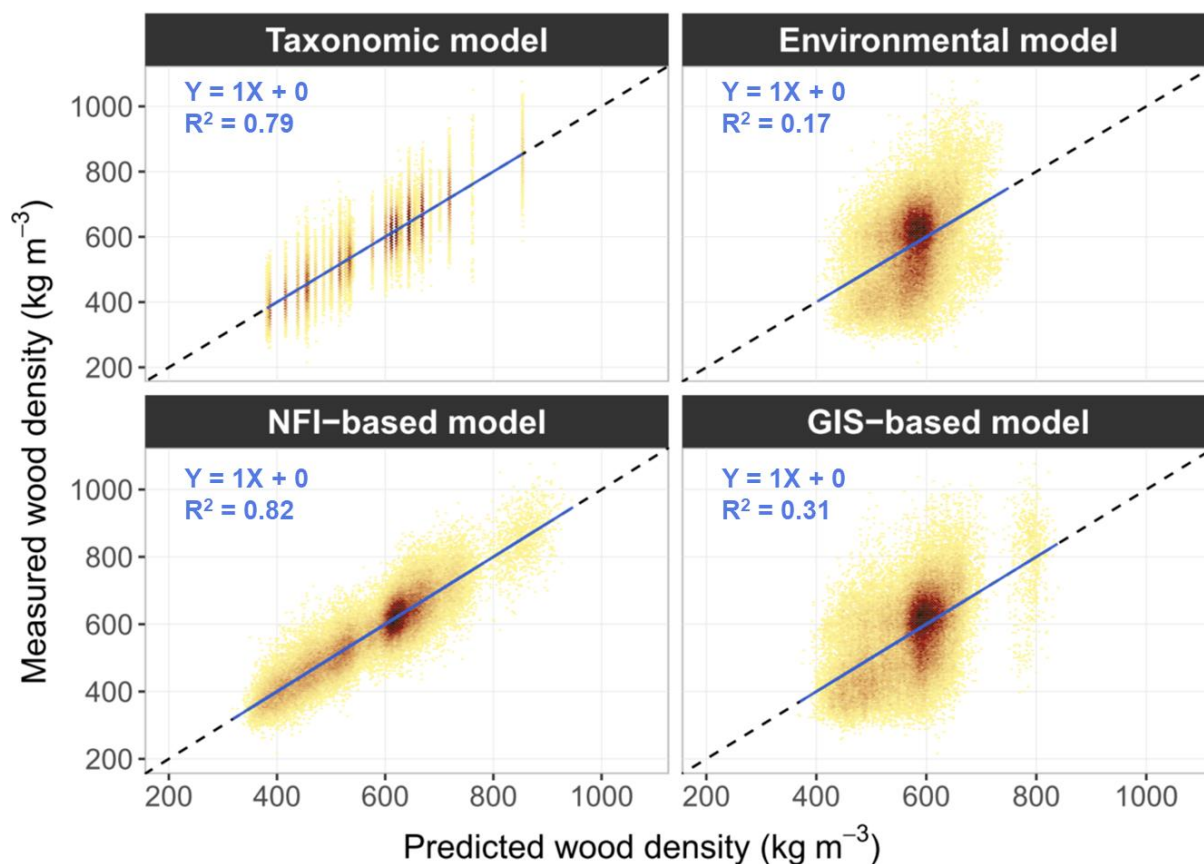 Taxonomic model
Environmental model
Y = 1X + 0
R² = 0.79
Y = 1X + 0
R² = 0.17
1000
800
600
400
200
NFI−based model
GIS−based model
Y = 1X + 0
R² = 0.82
Y = 1X + 0
R² = 0.31
1000
800
600
400
200
200 400 600 800 1000
200 400 600 800 1000
Measured wood density (kg m⁻³)
Predicted wood density (kg m⁻³)